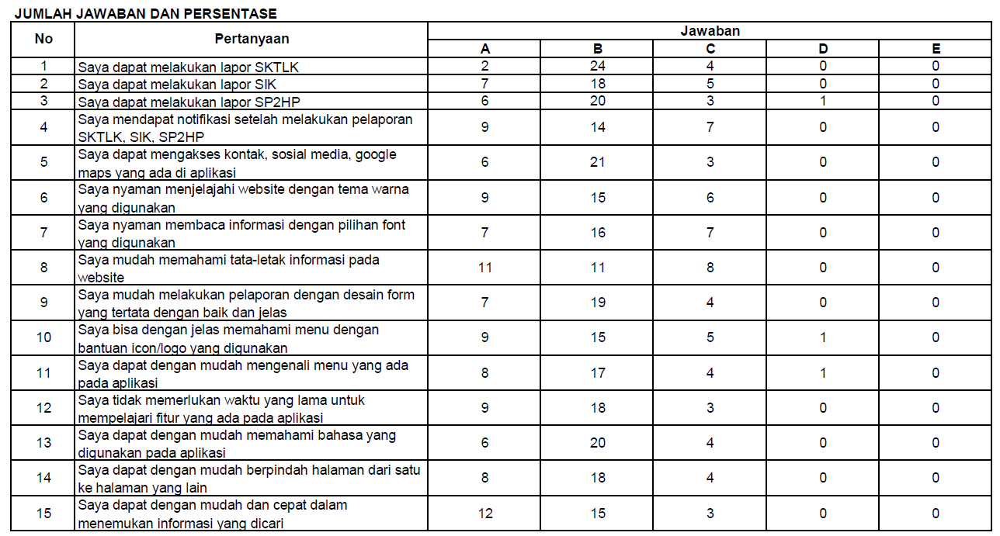 JUMLAH JAWABAN DAN PERSENTASE
No Pertanyaan Jawaban
A B C D E
1 Saya dapat melakukan lapor SKTLK 2 24 4 0 0
2 Saya dapat melakukan lapor SIK 7 18 5 0 0
3 Saya dapat melakukan lapor SP2HP 6 20 3 1 0
4 Saya mendapat notifikasi setelah melakukan pelaporan
SKTLK, SIK, SP2HP 9 14 7 0 0
5 Saya dapat mengakses kontak, sosial media, google
maps yang ada di aplikasi 6 21 3 0 0
6 Saya nyaman menjelajahi website dengan tema warna
yang digunakan 9 15 6 0 0
7 Saya nyaman membaca informasi dengan pilihan font
yang digunakan 7 16 7 0 0
8 Saya mudah memahami tata-letak informasi pada
website 11 11 8 0 0
9 Saya mudah melakukan pelaporan dengan desain form
yang tertata dengan baik dan jelas 7 19 4 0 0
10 Saya bisa dengan jelas memahami menu dengan
bantuan icon/logo yang digunakan 9 15 5 1 0
11 Saya dapat dengan mudah mengenali menu yang ada
pada aplikasi 8 17 4 1 0
12 Saya tidak memerlukan waktu yang lama untuk
mempelajari fitur yang ada pada aplikasi 9 18 3 0 0
13 Saya dapat dengan mudah memahami bahasa yang
digunakan pada aplikasi 6 20 4 0 0
14 Saya dapat dengan mudah berpindah halaman dari satu
ke halaman yang lain 8 18 4 0 0
15 Saya dapat dengan mudah dan cepat dalam
menemukan informasi yang dicari 12 15 3 0 0